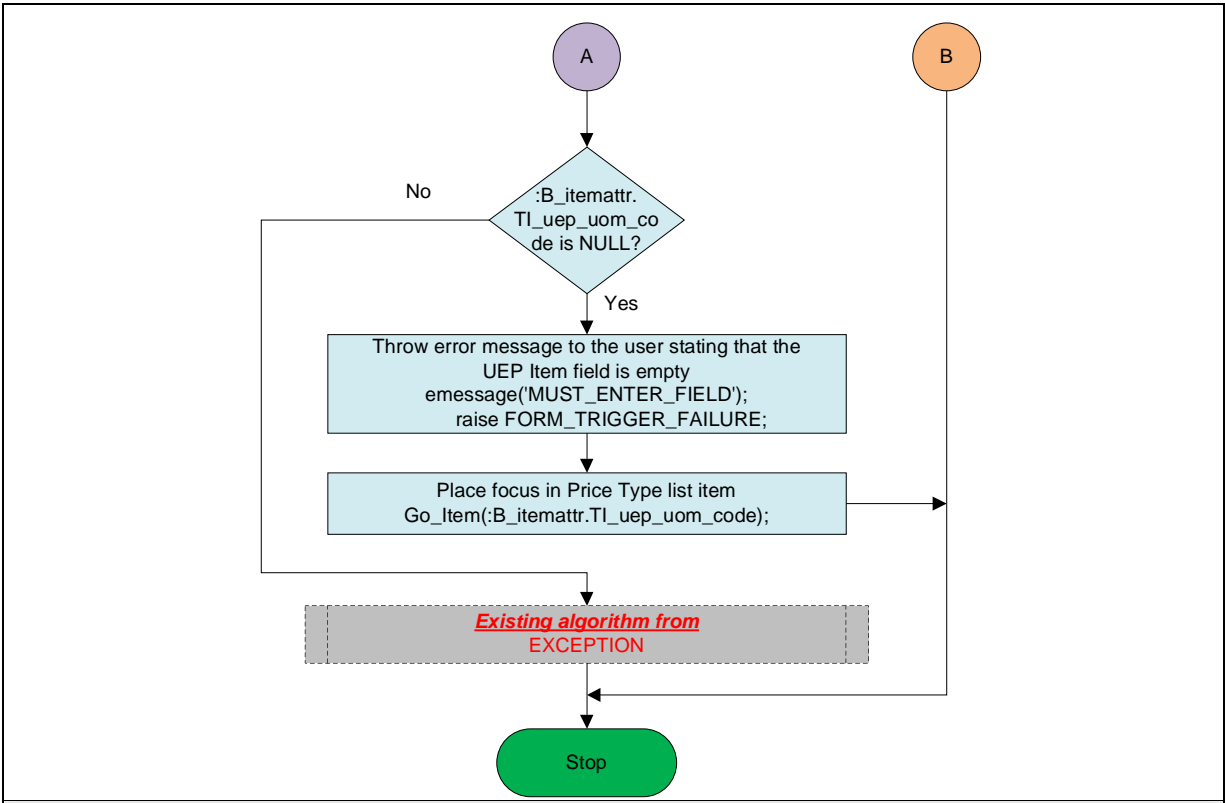 A
B
No
:B_itemattr.
TI_uep_uom_co
de is NULL?
Yes
Throw error message to the user stating that the
UEP Item field is empty
emessage('MUST_ENTER_FIELD');
raise FORM_TRIGGER_FAILURE;
Place focus in Price Type list item
Go_Item(:B_itemattr.TI_uep_uom_code);
Existing algorithm from
EXCEPTION
Stop